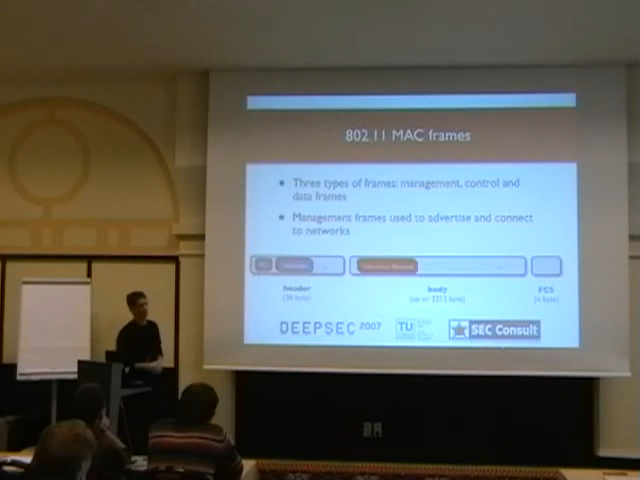 802.11 MAC frames
Three types of frames: management, control and
data frames
Management frames used to advertise and connect
to networks
Information Element
header
body
FCS
(30 byte)
(up to 2312 byte)
(4 byte)
DEEPSEC 2007
TU
SEC Consult